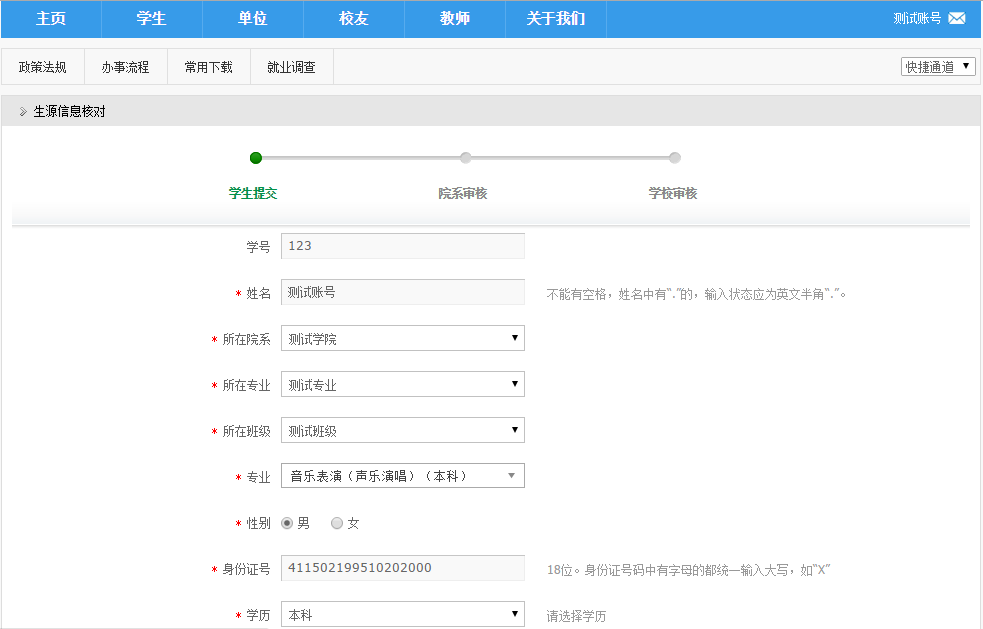 主页 学生 单位 校友 教师 关于我们 测试账号
政策法规 办事流程 常用下载 就业调查 快捷通道
生源信息核对
学生提交 院系审核 学校审核
学号 123
* 姓名 测试账号 不能有空格，姓名中有“.”的，输入状态应为英文半角“.”。
* 所在院系 测试学院
* 所在专业 测试专业
* 所在班级 测试班级
* 专业 音乐表演（声乐演唱）（本科）
* 性别 男 女
* 身份证号 411502199510202000 18位。身份证号码中有字母的都统一输入大写，如“X”
* 学历 本科 请选择学历